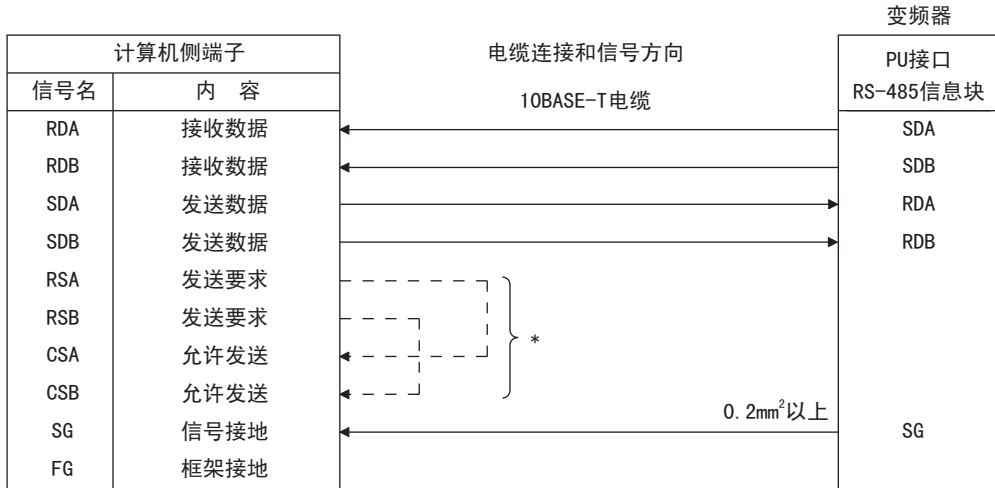 变频器
计算机侧端子 电缆连接和信号方向 PU接口
信号名 内 容 10BASE-T电缆 RS-485信息块
RDA 接收数据 SDA
RDB 接收数据 SDB
SDA 发送数据 RDA
SDB 发送数据 RDB
RSA 发送要求
RSB 发送要求 *
CSA 允许发送
CSB 允许发送
0.2mm²以上
SG 信号接地 SG
FG 框架接地